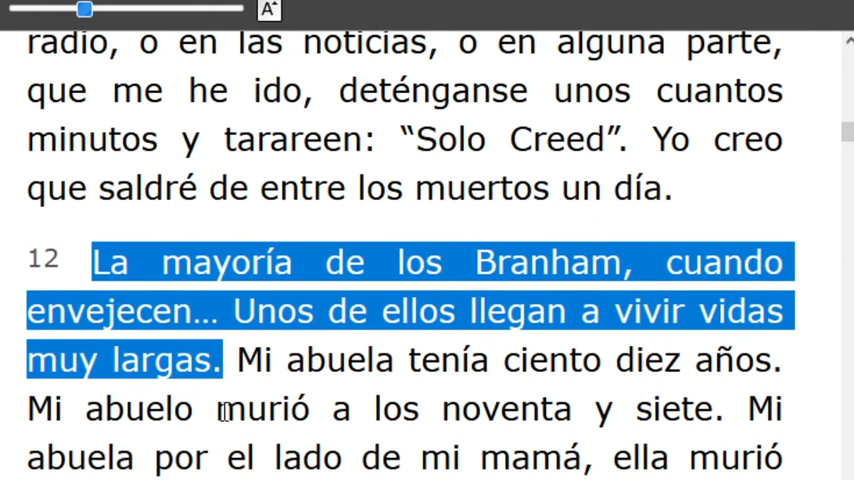 A
radio, o en las noticias, o en alguna parte,
que me he ido, deténganse unos cuantos
minutos y tarareen: “Solo Creed”. Yo creo
que saldré de entre los muertos un día.
12 La mayoría de los Branham, cuando
envejecen… Unos de ellos llegan a vivir vidas
muy largas. Mi abuela tenía ciento diez años.
Mi abuelo murió a los noventa y siete. Mi
abuela por el lado de mi mamá, ella murió